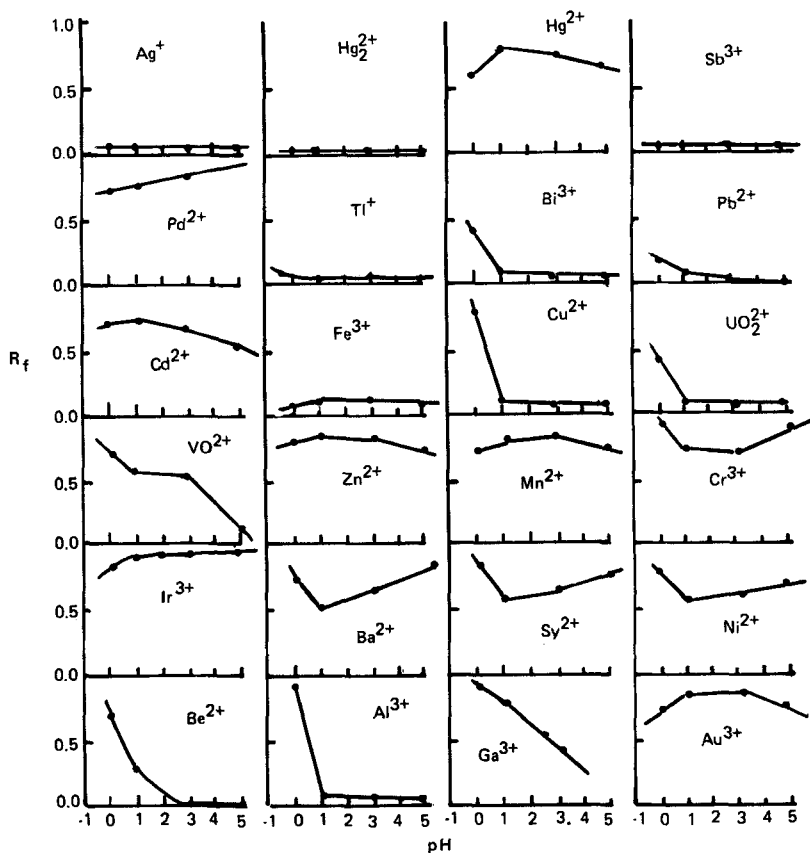 1.0 Ag⁺ Hg₂²⁺ Hg²⁺ Sb³⁺
0.5
0.0
Pd²⁺ Tl⁺ Bi³⁺ Pb²⁺
0.5
0.0
Cd²⁺ Fe³⁺ Cu²⁺ UO₂²⁺
R_f 0.5
0.0
VO²⁺ Zn²⁺ Mn²⁺ Cr³⁺
0.5
0.0
Ir³⁺ Ba²⁺ Sy²⁺ Ni²⁺
0.5
0.0
Be²⁺ Al³⁺ Ga³⁺ Au³⁺
0.5
0.0
-1 0 1 2 3 4 5 -1 0 1 2 3 4 5 -1 0 1 2 3. 4 5 -1 0 1 2 3 4 5
pH